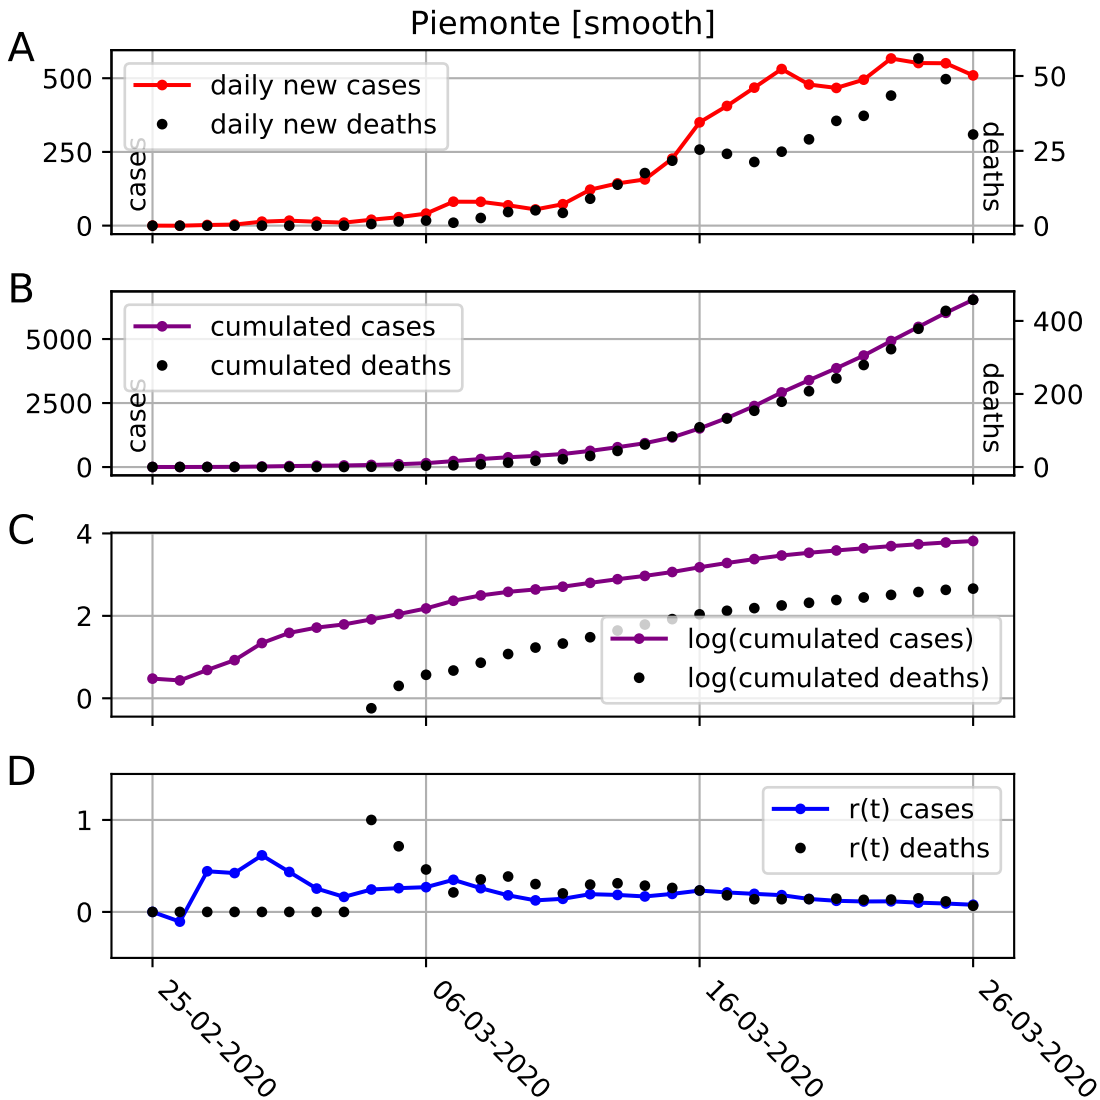 Piemonte [smooth]
A
daily new cases
daily new deaths
500
250
0
cases
50
25
0
deaths
B
cumulated cases
cumulated deaths
5000
2500
0
cases
400
200
0
deaths
C
4
2
0
log(cumulated cases)
log(cumulated deaths)
D
1
0
r(t) cases
r(t) deaths
25-02-2020
06-03-2020
16-03-2020
26-03-2020